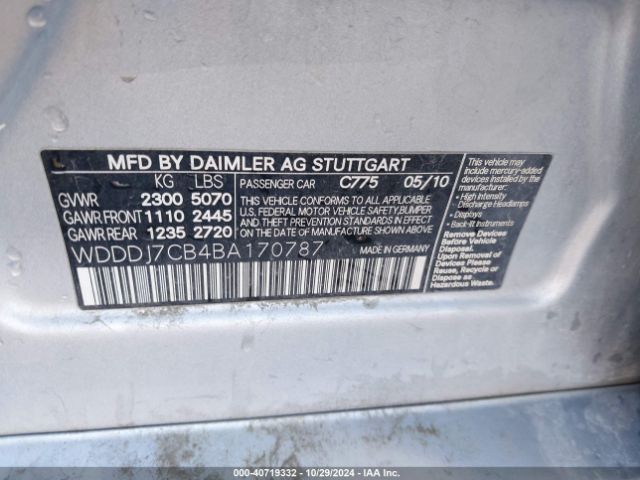 MFD BY DAIMLER AG STUTTGART
KG LBS
GVWR 2300 5070
GAWR.FRONT 1110 2445
GAWR.REAR 1235 2720
PASSENGER CAR C775 05/10
THIS VEHICLE CONFORMS TO ALL APPLICABLE
U.S. FEDERAL MOTOR VEHICLE SAFETY, BUMPER
AND THEFT PREVENTION STANDARDS IN EFFECT
ON THE DATE OF MANUFACTURE SHOWN ABOVE.
WDDDJ7CB4BA170787
MADE IN GERMANY
This vehicle may include
mercury-added devices
installed by the
manufacturer:
- High Intensity
Discharge Headlamps
- Displays
- Instrument Cluster
- Back-Lit Switches
Remove Devices Before
Vehicle Disposal.
Upon Removal of Devices
Please Reuse, Recycle
or Dispose as
Hazardous Waste.
000-40719332 - 10/29/2024 - IAA Inc.